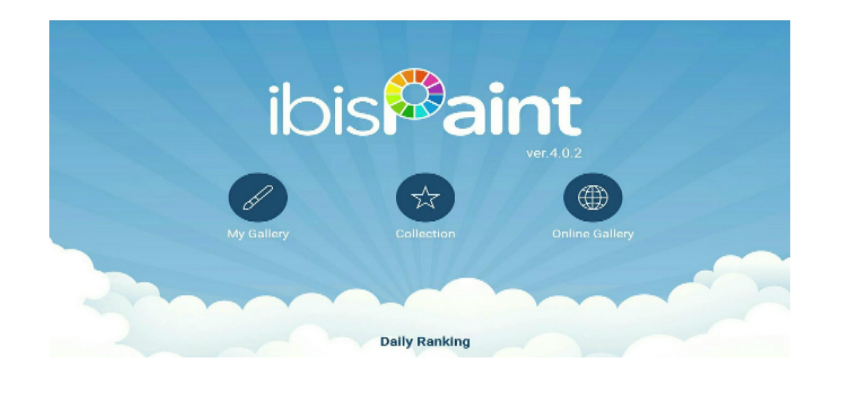 ibisPaint
ver.4.0.2
My Gallery
Collection
Online Gallery
Daily Ranking